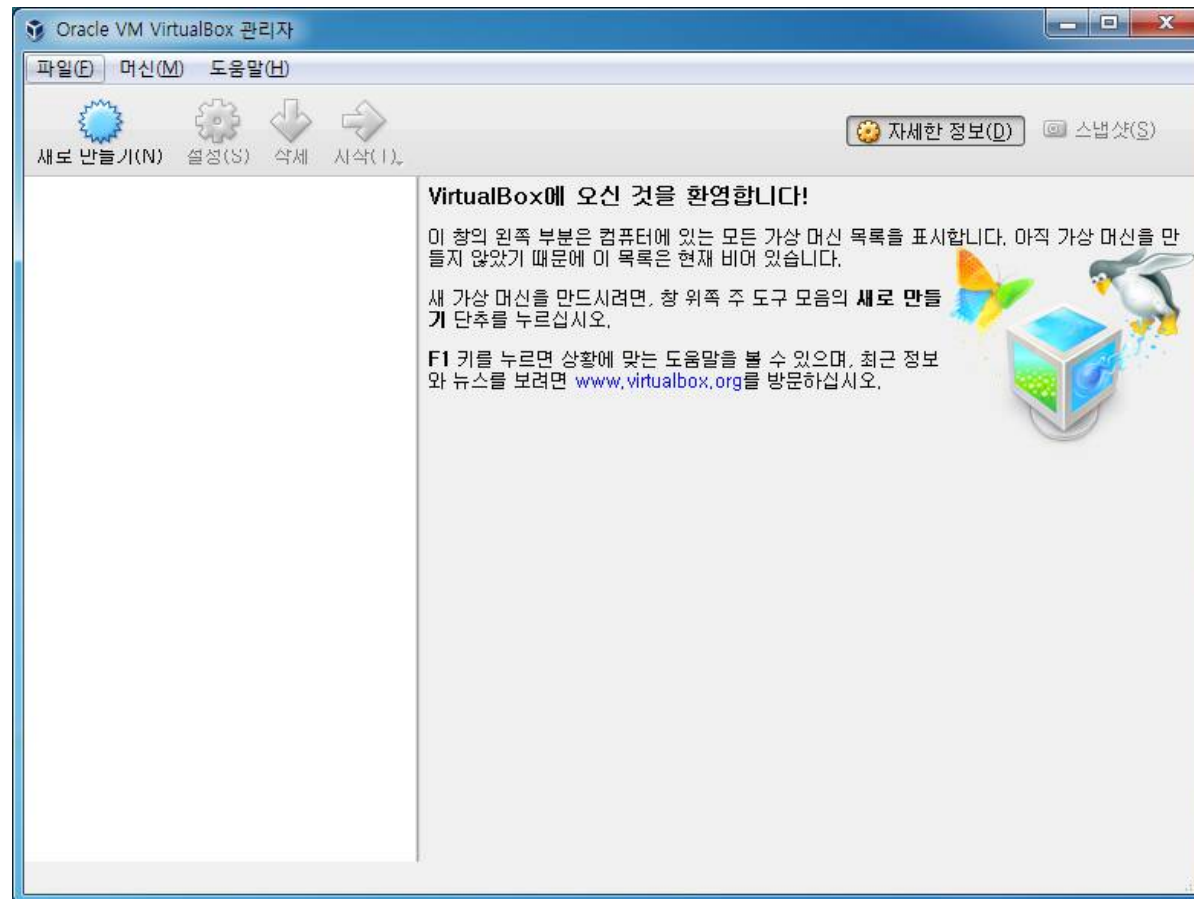 Oracle VM VirtualBox 관리자
파일(F) 머신(M) 도움말(H)
새로 만들기(N) 설정(S) 삭제 시작(T) 자세한 정보(D) 스냅샷(S)
VirtualBox에 오신 것을 환영합니다!
이 창의 왼쪽 부분은 컴퓨터에 있는 모든 가상 머신 목록을 표시합니다. 아직 가상 머신을 만
들지 않았기 때문에 이 목록은 현재 비어 있습니다.
새 가상 머신을 만드시려면, 창 위쪽 주 도구 모음의 새로 만들
기 단추를 누르십시오.
F1 키를 누르면 상황에 맞는 도움말을 볼 수 있으며, 최근 정보
와 뉴스를 보려면 www.virtualbox.org를 방문하십시오.